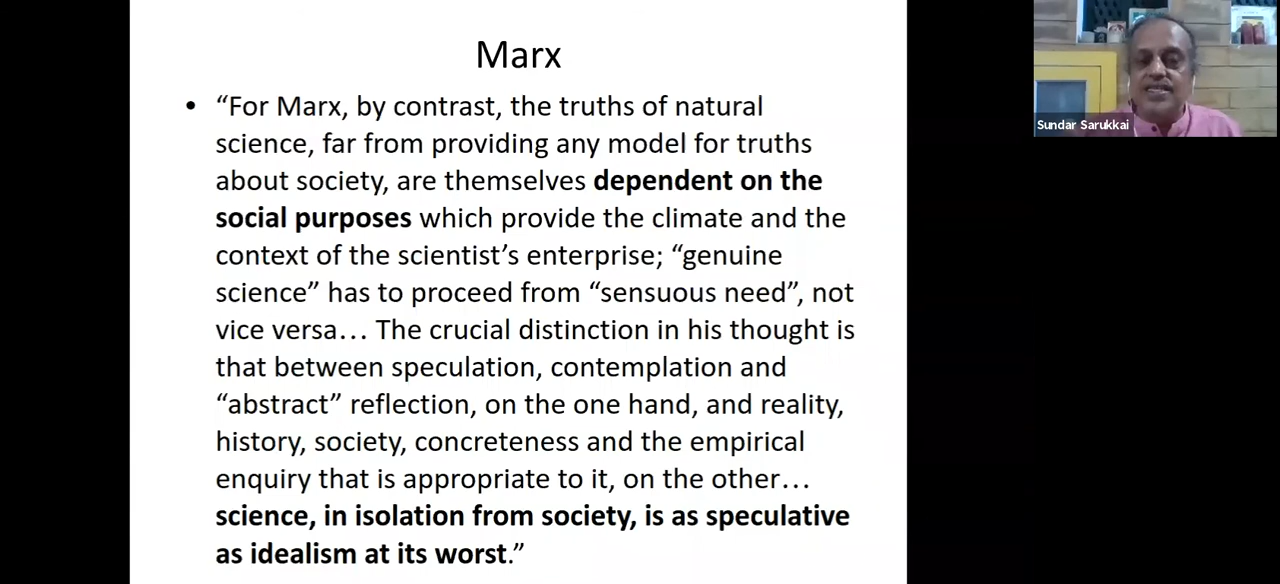 Marx
• “For Marx, by contrast, the truths of natural
science, far from providing any model for truths
about society, are themselves dependent on the
social purposes which provide the climate and the
context of the scientist’s enterprise; “genuine
science” has to proceed from “sensuous need”, not
vice versa… The crucial distinction in his thought is
that between speculation, contemplation and
“abstract” reflection, on the one hand, and reality,
history, society, concreteness and the empirical
enquiry that is appropriate to it, on the other…
science, in isolation from society, is as speculative
as idealism at its worst.”
Sundar Sarukkai